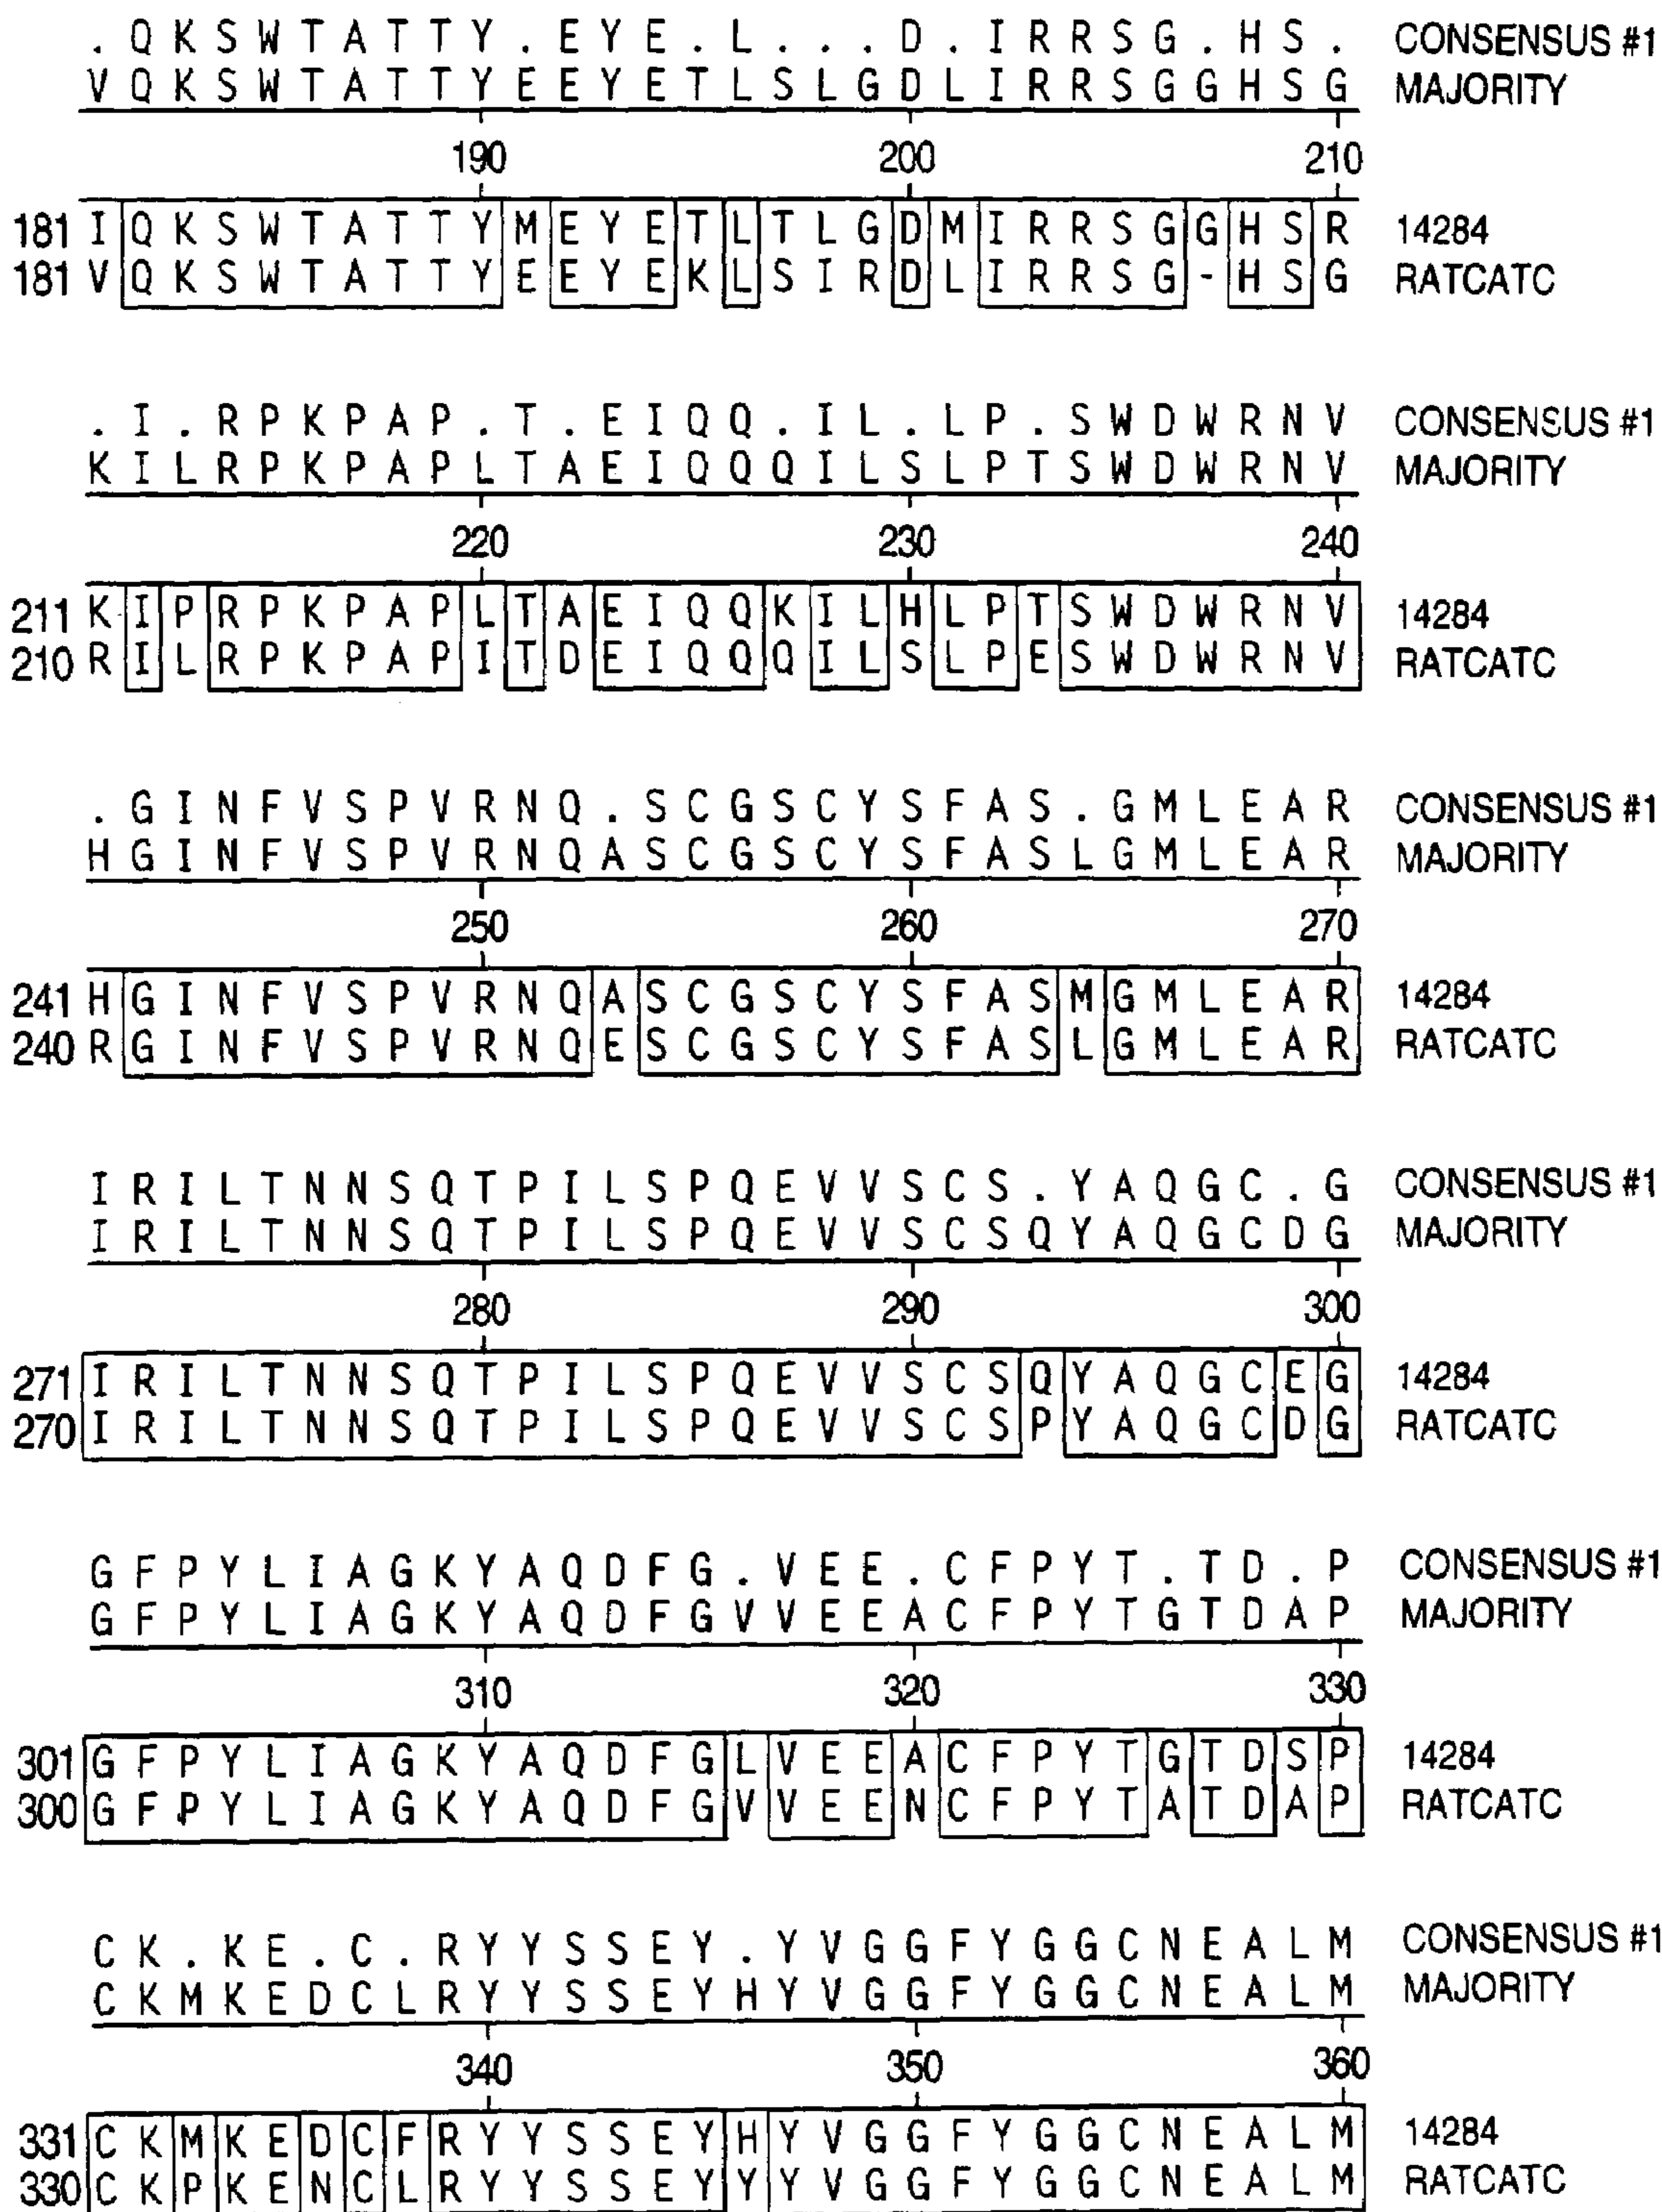 . Q K S W T A T T Y . E Y E . L . . . D . I R R S G . H S . CONSENSUS #1
V Q K S W T A T T Y E E Y E T L S L G D L I R R S G G H S G MAJORITY
190 200 210
181 I Q K S W T A T T Y M E Y E T L T L G D M I R R S G G H S R 14284
181 V Q K S W T A T T Y E E Y E K L S I R D L I R R S G - H S G RATCATC
. I . R P K P A P . T . E I Q Q . I L . L P . S W D W R N V CONSENSUS #1
K I L R P K P A P L T A E I Q Q Q I L S L P T S W D W R N V MAJORITY
220 230 240
211 K I P R P K P A P L T A E I Q Q K I L H L P T S W D W R N V 14284
210 R I L R P K P A P I T D E I Q Q Q I L S L P E S W D W R N V RATCATC
. G I N F V S P V R N Q . S C G S C Y S F A S . G M L E A R CONSENSUS #1
H G I N F V S P V R N Q A S C G S C Y S F A S L G M L E A R MAJORITY
250 260 270
241 H G I N F V S P V R N Q A S C G S C Y S F A S M G M L E A R 14284
240 R G I N F V S P V R N Q E S C G S C Y S F A S L G M L E A R RATCATC
I R I L T N N S Q T P I L S P Q E V V S C S . Y A Q G C . G CONSENSUS #1
I R I L T N N S Q T P I L S P Q E V V S C S Q Y A Q G C D G MAJORITY
280 290 300
271 I R I L T N N S Q T P I L S P Q E V V S C S Q Y A Q G C E G 14284
270 I R I L T N N S Q T P I L S P Q E V V S C S P Y A Q G C D G RATCATC
G F P Y L I A G K Y A Q D F G . V E E . C F P Y T . T D . P CONSENSUS #1
G F P Y L I A G K Y A Q D F G V V E E A C F P Y T G T D A P MAJORITY
310 320 330
301 G F P Y L I A G K Y A Q D F G L V E E A C F P Y T G T D S P 14284
300 G F P Y L I A G K Y A Q D F G V V E E N C F P Y T A T D A P RATCATC
C K . K E . C . R Y Y S S E Y . Y V G G F Y G G C N E A L M CONSENSUS #1
C K M K E D C L R Y Y S S E Y H Y V G G F Y G G C N E A L M MAJORITY
340 350 360
331 C K M K E D C F R Y Y S S E Y H Y V G G F Y G G C N E A L M 14284
330 C K P K E N C L R Y Y S S E Y Y Y V G G F Y G G C N E A L M RATCATC